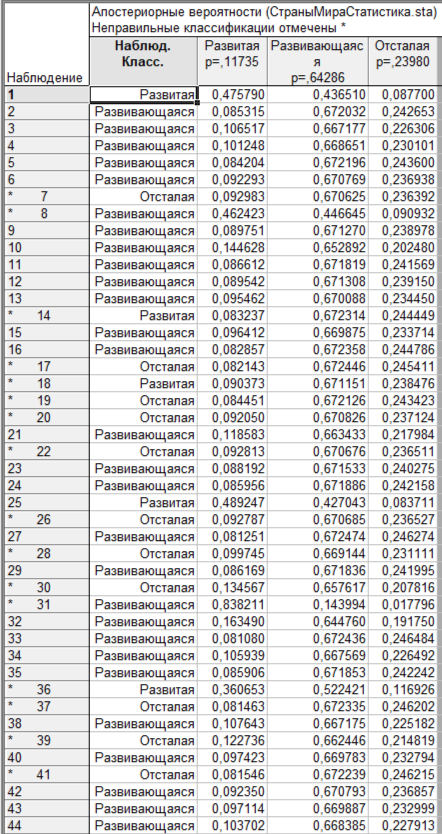 Апостериорные вероятности (СтраныМираСтатистика.sta)
Неправильные классификации отмечены *
Наблюдение Наблюд. Класс. Развитая p=,11735 Развивающаяся p=,64286 Отсталая p=,23980
1 Развитая 0,475790 0,436510 0,087700
2 Развивающаяся 0,085315 0,672032 0,242653
3 Развивающаяся 0,106517 0,667177 0,226306
4 Развивающаяся 0,101248 0,668651 0,230101
5 Развивающаяся 0,084204 0,672196 0,243600
6 Развивающаяся 0,092293 0,670769 0,236938
* 7 Отсталая 0,092983 0,670625 0,236392
* 8 Развивающаяся 0,462423 0,446645 0,090932
9 Развивающаяся 0,089751 0,671270 0,238978
10 Развивающаяся 0,144628 0,652892 0,202480
11 Развивающаяся 0,086612 0,671819 0,241569
12 Развивающаяся 0,089542 0,671308 0,239150
13 Развивающаяся 0,095462 0,670088 0,234450
* 14 Развитая 0,083237 0,672314 0,244449
15 Развивающаяся 0,096412 0,669875 0,233714
16 Развивающаяся 0,082857 0,672358 0,244786
* 17 Отсталая 0,082143 0,672446 0,245411
* 18 Развитая 0,090373 0,671151 0,238476
* 19 Отсталая 0,084451 0,672126 0,243423
* 20 Отсталая 0,092050 0,670826 0,237124
21 Развивающаяся 0,118583 0,663433 0,217984
* 22 Отсталая 0,092813 0,670676 0,236511
23 Развивающаяся 0,088192 0,671533 0,240275
24 Развивающаяся 0,085956 0,671886 0,242158
25 Развитая 0,489247 0,427043 0,083711
* 26 Отсталая 0,092787 0,670685 0,236527
27 Развивающаяся 0,081251 0,672474 0,246274
* 28 Отсталая 0,099745 0,669144 0,231111
29 Развивающаяся 0,086169 0,671836 0,241995
* 30 Отсталая 0,134567 0,657617 0,207816
* 31 Развивающаяся 0,838211 0,143994 0,017796
32 Развивающаяся 0,163490 0,644760 0,191750
33 Развивающаяся 0,081080 0,672436 0,246484
34 Развивающаяся 0,105939 0,667569 0,226492
35 Развивающаяся 0,085906 0,671853 0,242242
* 36 Развитая 0,360653 0,522421 0,116926
* 37 Отсталая 0,081463 0,672335 0,246202
38 Развивающаяся 0,107643 0,667175 0,225182
* 39 Отсталая 0,122736 0,662446 0,214819
40 Развивающаяся 0,097423 0,669783 0,232794
* 41 Отсталая 0,081546 0,672239 0,246215
42 Развивающаяся 0,092350 0,670793 0,236857
43 Развивающаяся 0,097114 0,669887 0,232999
44 Развивающаяся 0,103702 0,668385 0,227913